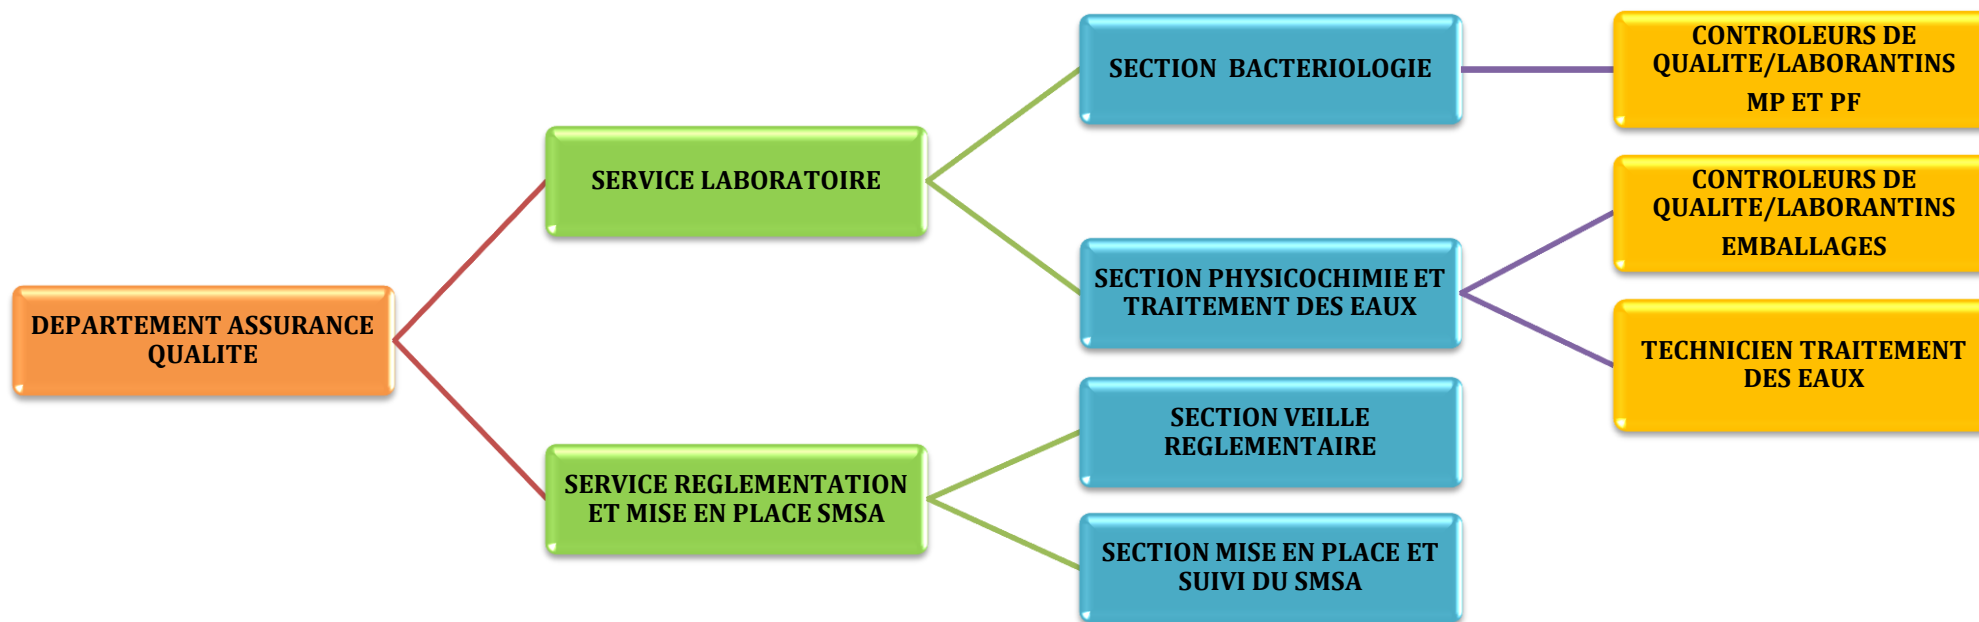 DEPARTEMENT ASSURANCE
QUALITE
SERVICE LABORATOIRE
SERVICE REGLEMENTATION
ET MISE EN PLACE SMSA
SECTION BACTERIOLOGIE
SECTION PHYSICOCHIMIE ET
TRAITEMENT DES EAUX
SECTION VEILLE
REGLEMENTAIRE
SECTION MISE EN PLACE ET
SUIVI DU SMSA
CONTROLEURS DE
QUALITE/LABORANTINS
MP ET PF
CONTROLEURS DE
QUALITE/LABORANTINS
EMBALLAGES
TECHNICIEN TRAITEMENT
DES EAUX